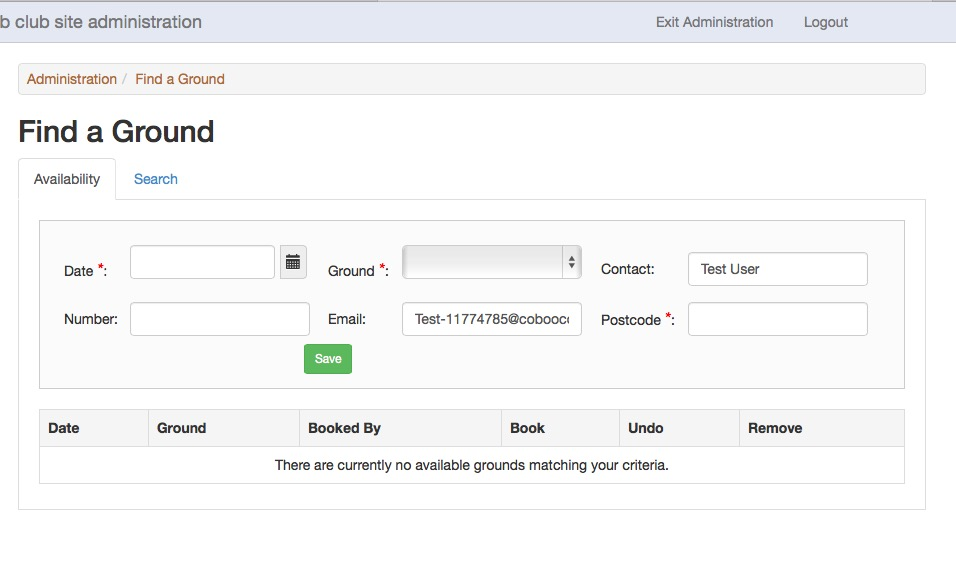 b club site administration Exit Administration Logout
Administration / Find a Ground
Find a Ground
Availability Search
Date *: Ground *: Contact: Test User
Number: Email: Test-11774785@cobooc Postcode *:
Save
Date Ground Booked By Book Undo Remove
There are currently no available grounds matching your criteria.